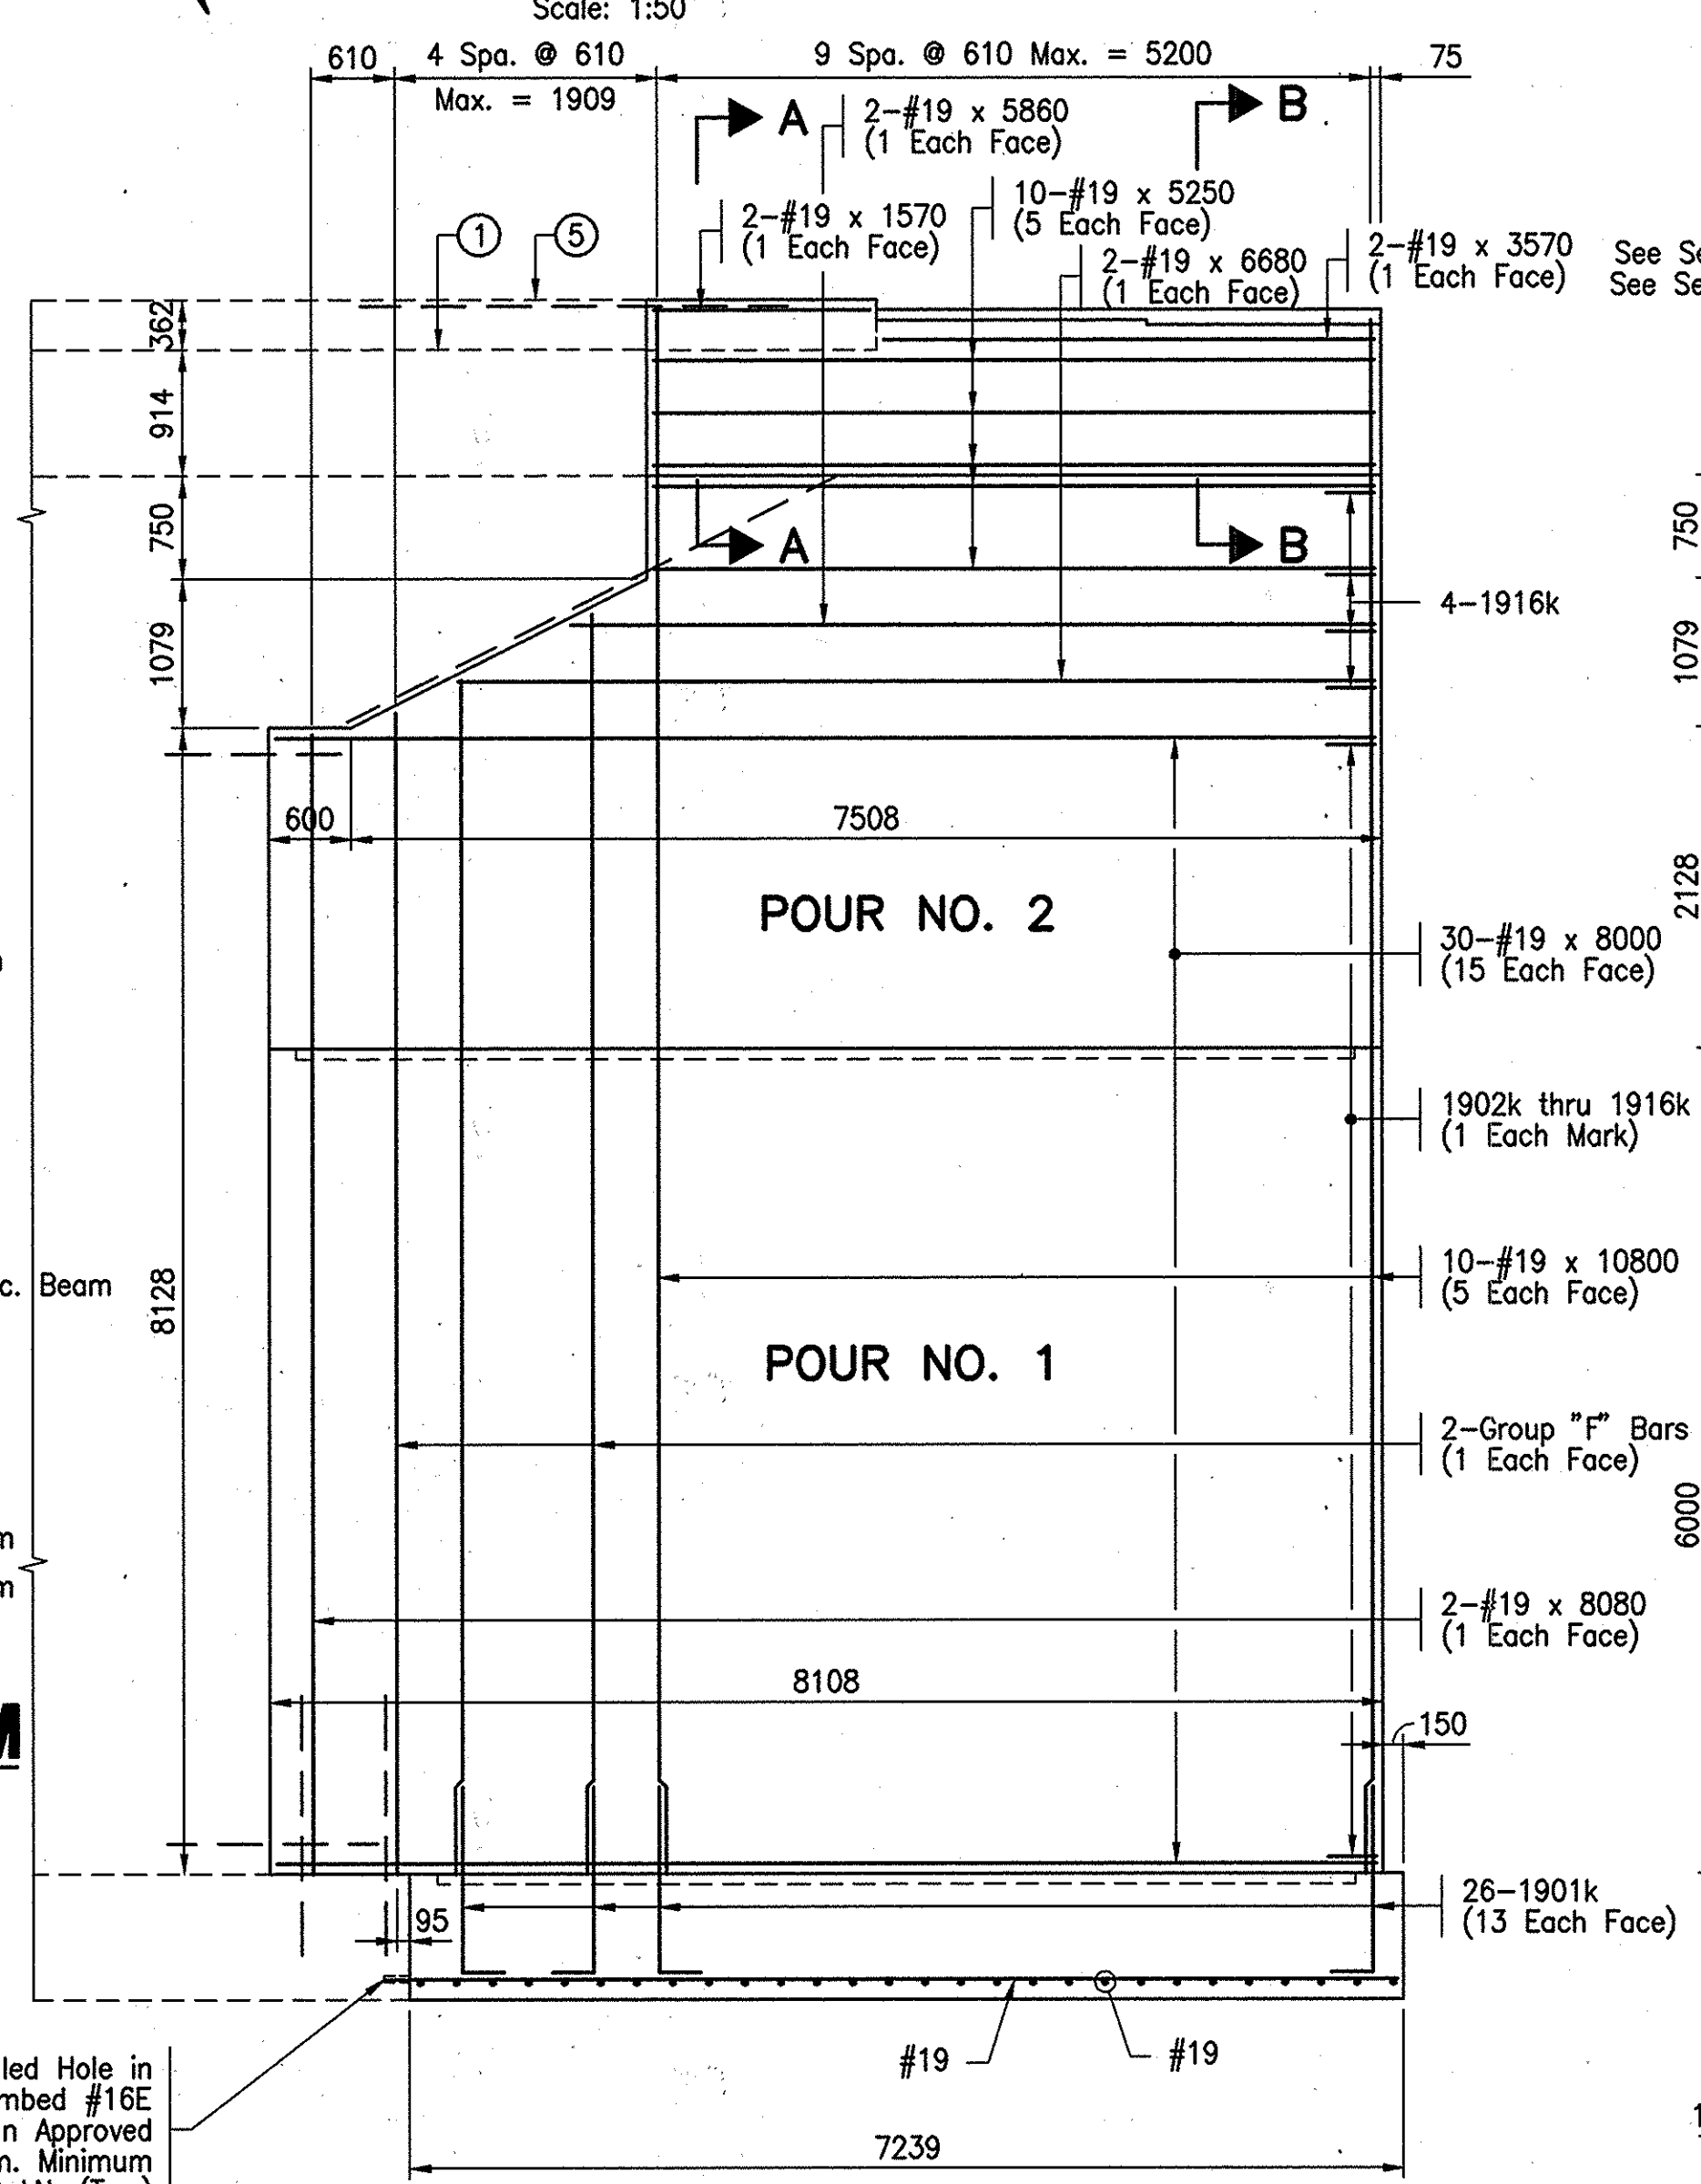 Scale: 1:50
610
4 Spa. @ 610
Max. = 1909
9 Spa. @ 610 Max. = 5200
75
A
B
2-#19 x 5860
(1 Each Face)
2-#19 x 1570
(1 Each Face)
10-#19 x 5250
(5 Each Face)
2-#19 x 6680
(1 Each Face)
2-#19 x 3570
(1 Each Face)
See
See
1
5
362
914
750
1079
8128
A
B
750
1079
2128
6000
4-1916k
600
7508
POUR NO. 2
30-#19 x 8000
(15 Each Face)
1902k thru 1916k
(1 Each Mark)
c. Beam
10-#19 x 10800
(5 Each Face)
POUR NO. 1
2-Group "F" Bars
(1 Each Face)
m
m
2-#19 x 8080
(1 Each Face)
8108
M
150
95
26-1901k
(13 Each Face)
#19
#19
led Hole in
mbed #16E
n Approved
m. Minimum
7239